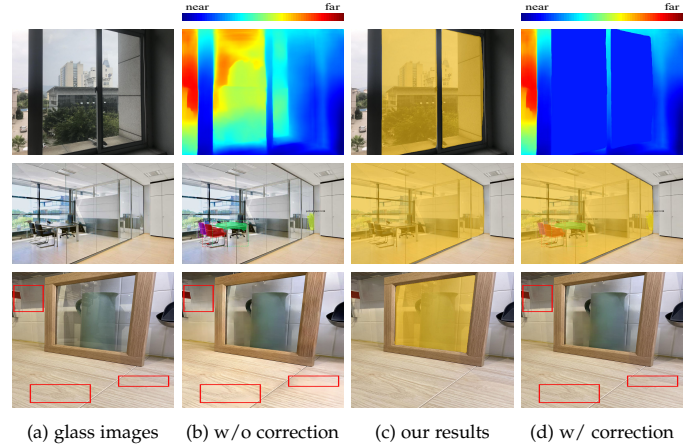 near far near far
(a) glass images (b) w/o correction (c) our results (d) w/ correction